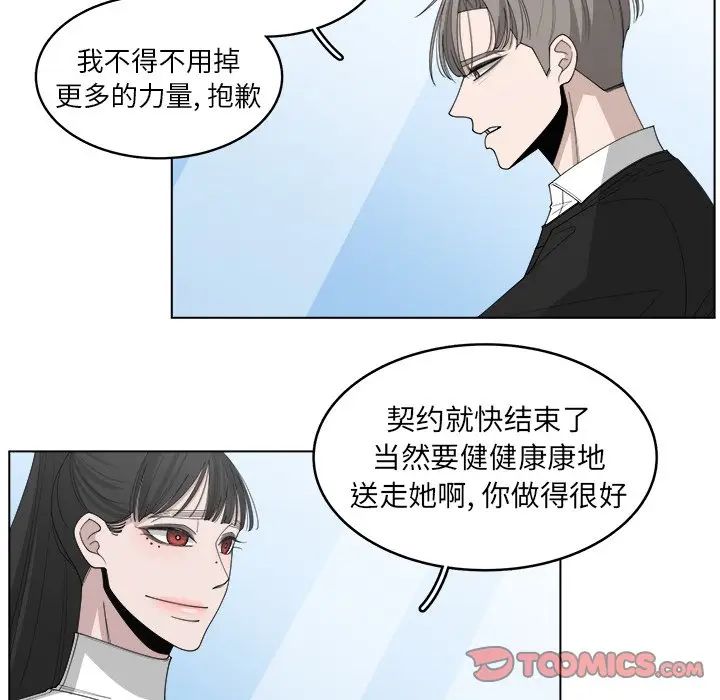 我不得不用掉
更多的力量, 抱歉
契约就快结束了
当然要健健康康地
送走她啊, 你做得很好
TOOMICS.COM